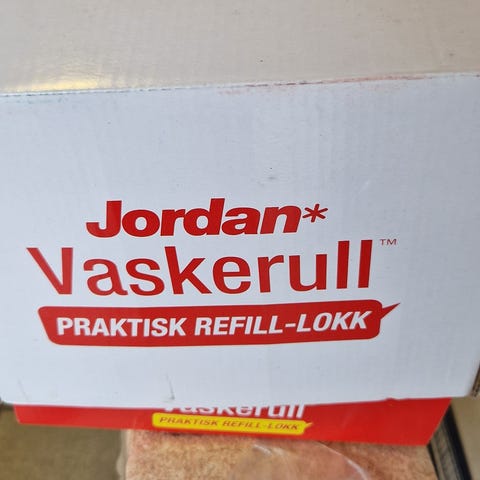 Jordan*
Vaskerull™
PRAKTISK REFILL-LOKK
Vaskerull
PRAKTISK REFILL-LOKK